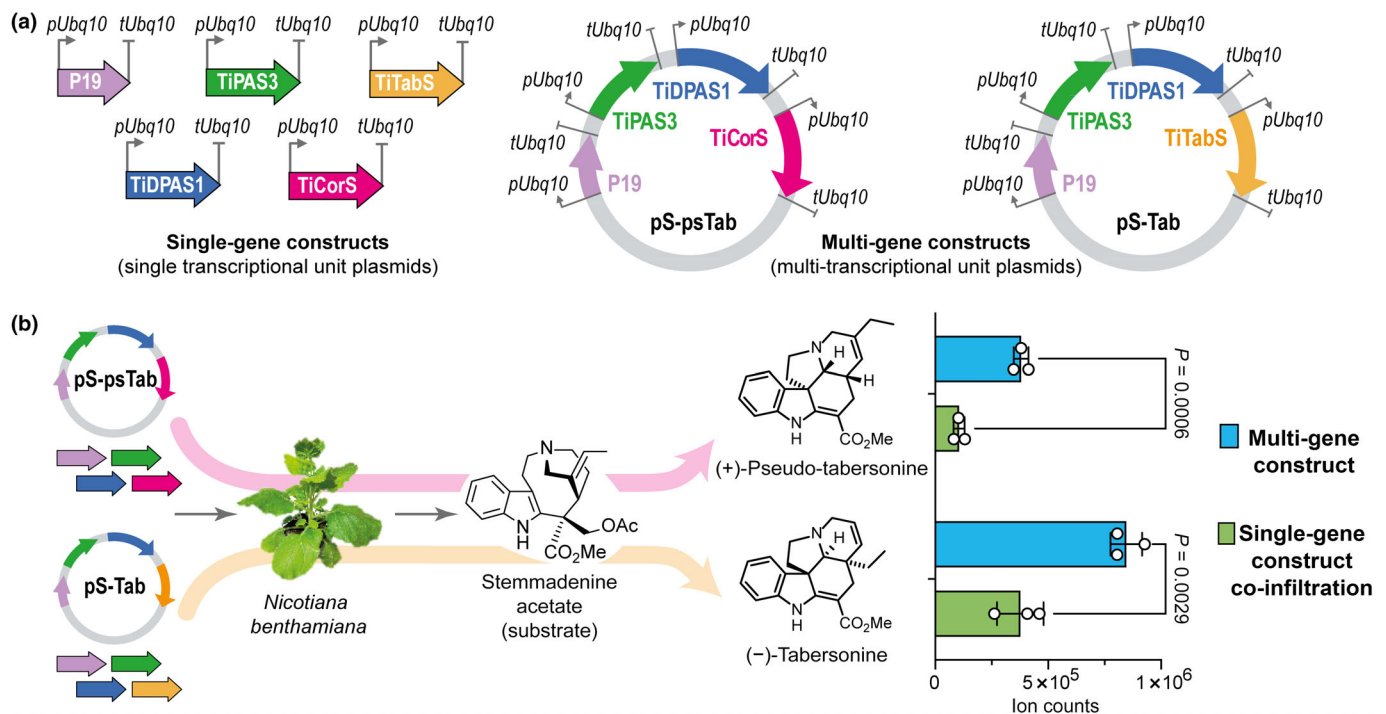 (a)
pUbq10 tUbq10 pUbq10 tUbq10 pUbq10 tUbq10
P19 TiPAS3 TiTabS
pUbq10 tUbq10 pUbq10 tUbq10
TiDPAS1 TiCorS
Single-gene constructs
(single transcriptional unit plasmids)
tUbq10 pUbq10
pUbq10 TiDPAS1 tUbq10
TiPAS3 pUbq10
tUbq10 TiCorS
pUbq10 P19 tUbq10
pS-psTab
tUbq10 pUbq10
pUbq10 TiDPAS1 tUbq10
TiPAS3 pUbq10
tUbq10 TiTabS
pUbq10 P19 tUbq10
pS-Tab
Multi-gene constructs
(multi-transcriptional unit plasmids)
(b)
pS-psTab
pS-Tab
Nicotiana
benthamiana
N
N
H
OAc
CO₂Me
Stemmadenine
acetate
(substrate)
N
H
H
N
H
CO₂Me
(+)-Pseudo-tabersonine
N
H
N
H
CO₂Me
(−)-Tabersonine
P = 0.0006
P = 0.0029
0 5×10⁵ 1×10⁶
Ion counts
Multi-gene
construct
Single-gene
construct
co-infiltration